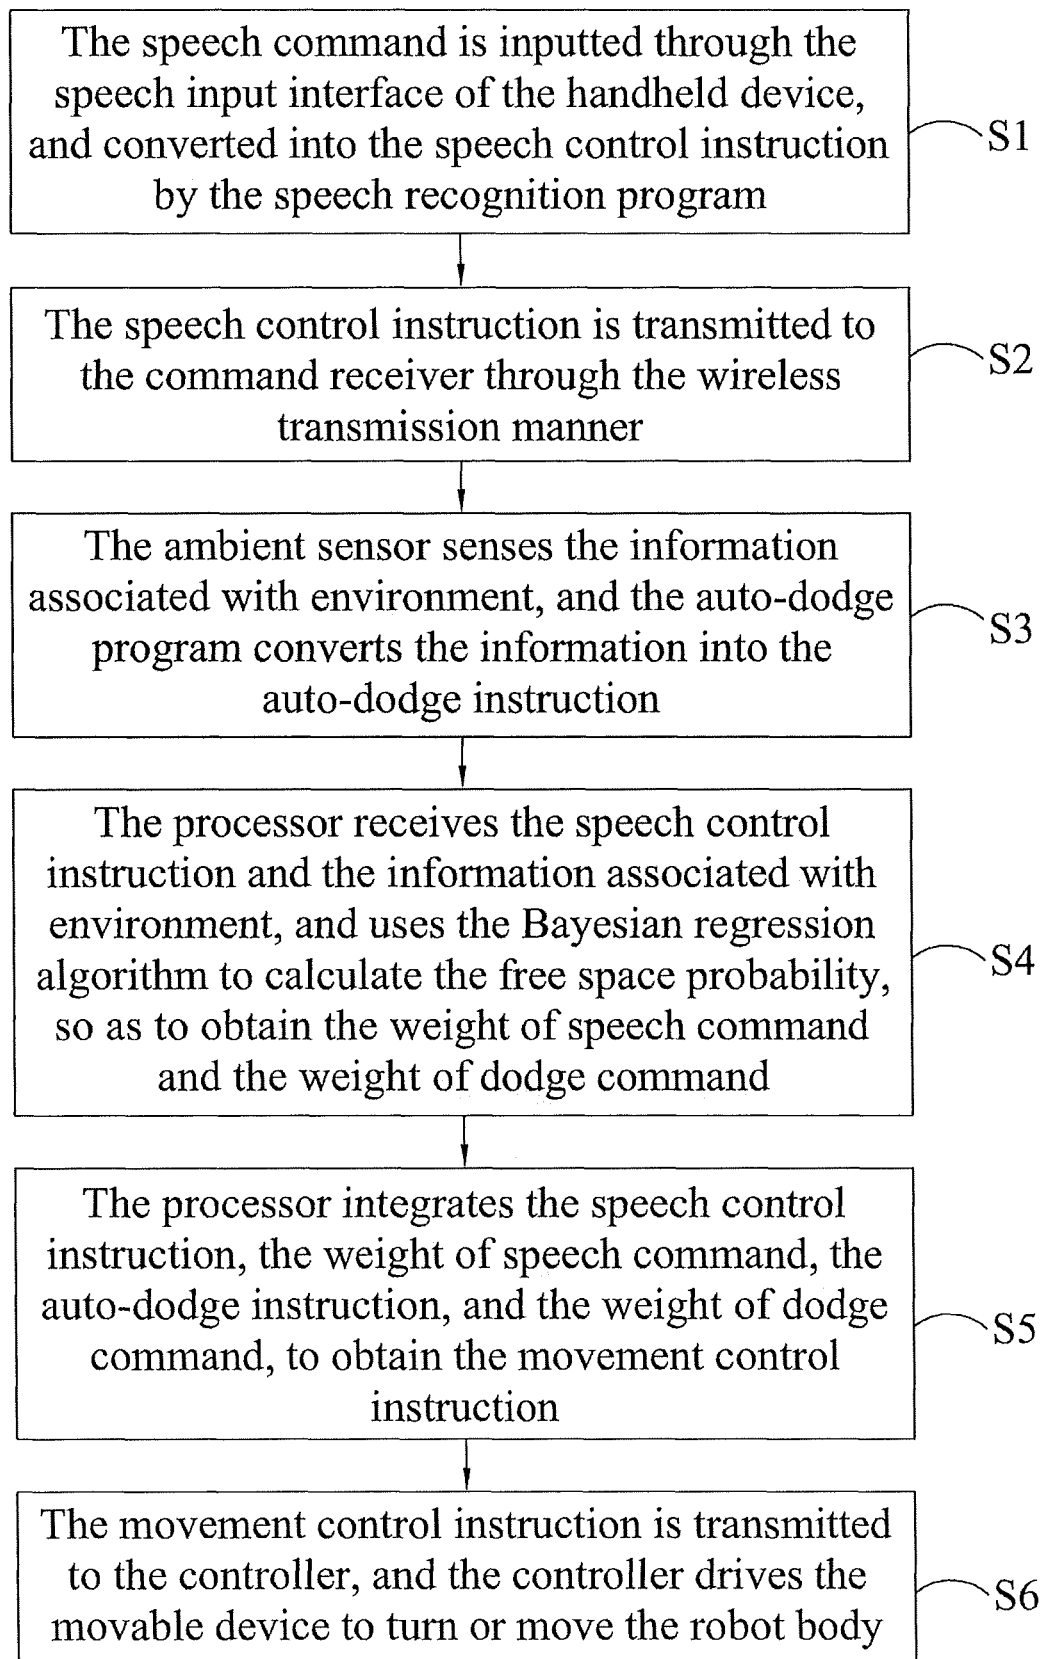 The speech command is inputted through the
speech input interface of the handheld device,
and converted into the speech control instruction
by the speech recognition program
S1
The speech control instruction is transmitted to
the command receiver through the wireless
transmission manner
S2
The ambient sensor senses the information
associated with environment, and the auto-dodge
program converts the information into the
auto-dodge instruction
S3
The processor receives the speech control
instruction and the information associated with
environment, and uses the Bayesian regression
algorithm to calculate the free space probability,
so as to obtain the weight of speech command
and the weight of dodge command
S4
The processor integrates the speech control
instruction, the weight of speech command, the
auto-dodge instruction, and the weight of dodge
command, to obtain the movement control
instruction
S5
The movement control instruction is transmitted
to the controller, and the controller drives the
movable device to turn or move the robot body
S6